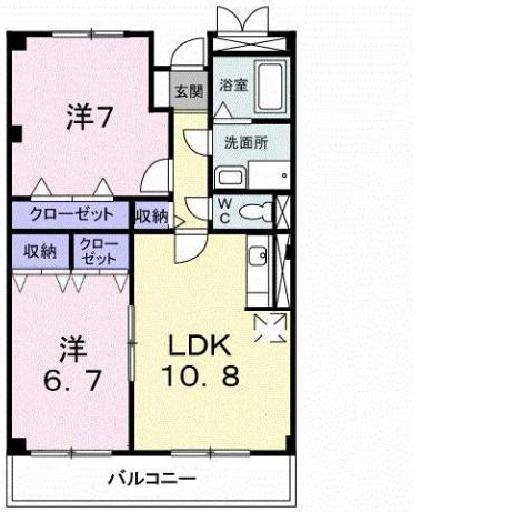 浴室
玄関
洋7
洗面所
クローゼット
収納
W
C
収納
クロー
ゼット
洋
6.7
LDK
10.8
バルコニー